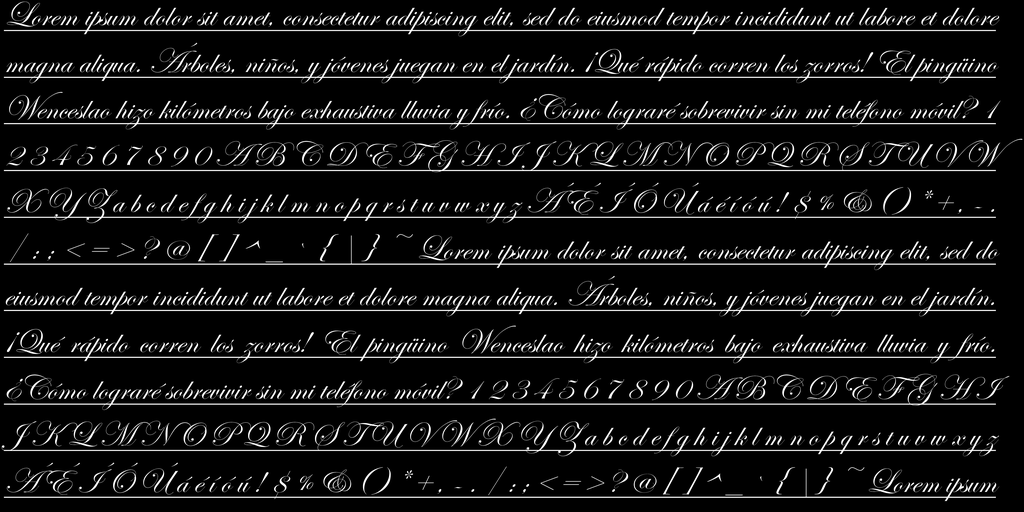 Lorem ipsum dolor sit amet, consectetur adipiscing elit, sed do eiusmod tempor incididunt ut labore et dolore
magna aliqua. Árboles, niños, y jóvenes juegan en el jardín. ¡Qué rápido corren los zorros! El pingüino
Wenceslao hizo kilómetros bajo exhaustiva lluvia y frío. ¿Cómo lograré sobrevivir sin mi teléfono móvil? 1
2 3 4 5 6 7 8 9 0 A B C D E F G H I J K L M N O P Q R S T U V W
X Y Z a b c d e f g h i j k l m n o p q r s t u v w x y z Á É Í Ó Ú á é í ó ú ! $ % & ( ) * + , - .
/ : ; < = > ? @ [ ] ^ _ ` { | } ~ Lorem ipsum dolor sit amet, consectetur adipiscing elit, sed do
eiusmod tempor incididunt ut labore et dolore magna aliqua. Árboles, niños, y jóvenes juegan en el jardín.
¡Qué rápido corren los zorros! El pingüino Wenceslao hizo kilómetros bajo exhaustiva lluvia y frío.
¿Cómo lograré sobrevivir sin mi teléfono móvil? 1 2 3 4 5 6 7 8 9 0 A B C D E F G H I
J K L M N O P Q R S T U V W X Y Z a b c d e f g h i j k l m n o p q r s t u v w x y z
Á É Í Ó Ú á é í ó ú ! $ % & ( ) * + , - . / : ; < = > ? @ [ ] ^ _ ` { | } ~ Lorem ipsum